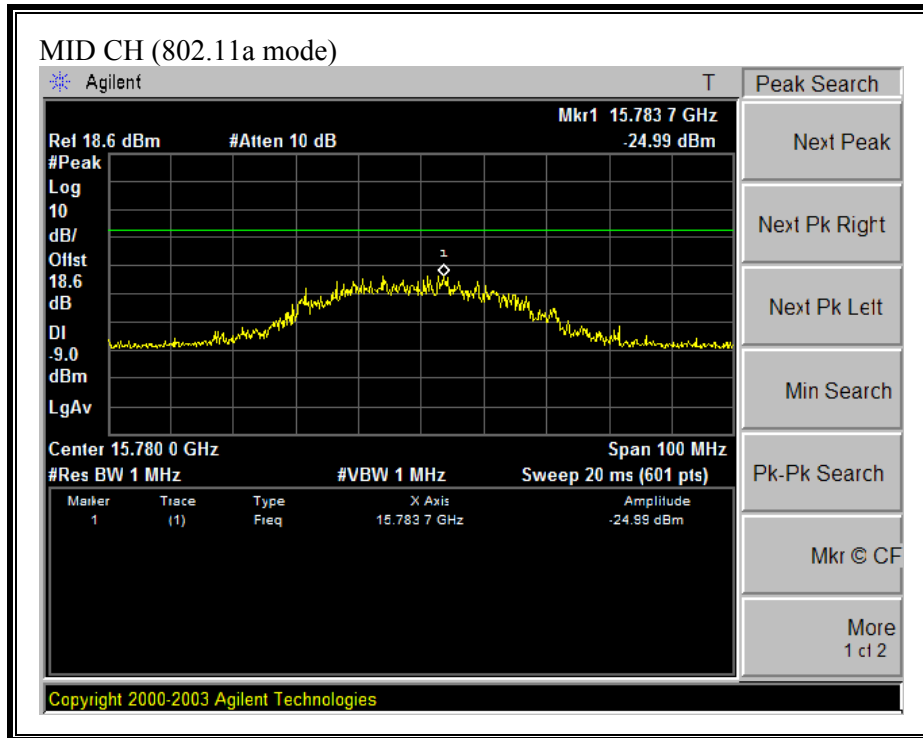 MID CH (802.11a mode)
Agilent T
Peak Search
Mkr1 15.783 7 GHz
Ref 18.6 dBm #Atten 10 dB -24.99 dBm
#Peak
Log
10
dB/
Offst
18.6
dB
DI
-9.0
dBm
LgAv
1
Center 15.780 0 GHz Span 100 MHz
#Res BW 1 MHz #VBW 1 MHz Sweep 20 ms (601 pts)
Marker Trace Type X Axis Amplitude
1 (1) Freq 15.783 7 GHz -24.99 dBm
Next Peak
Next Pk Right
Next Pk Left
Min Search
Pk-Pk Search
Mkr © CF
More
1 of 2
Copyright 2000-2003 Agilent Technologies